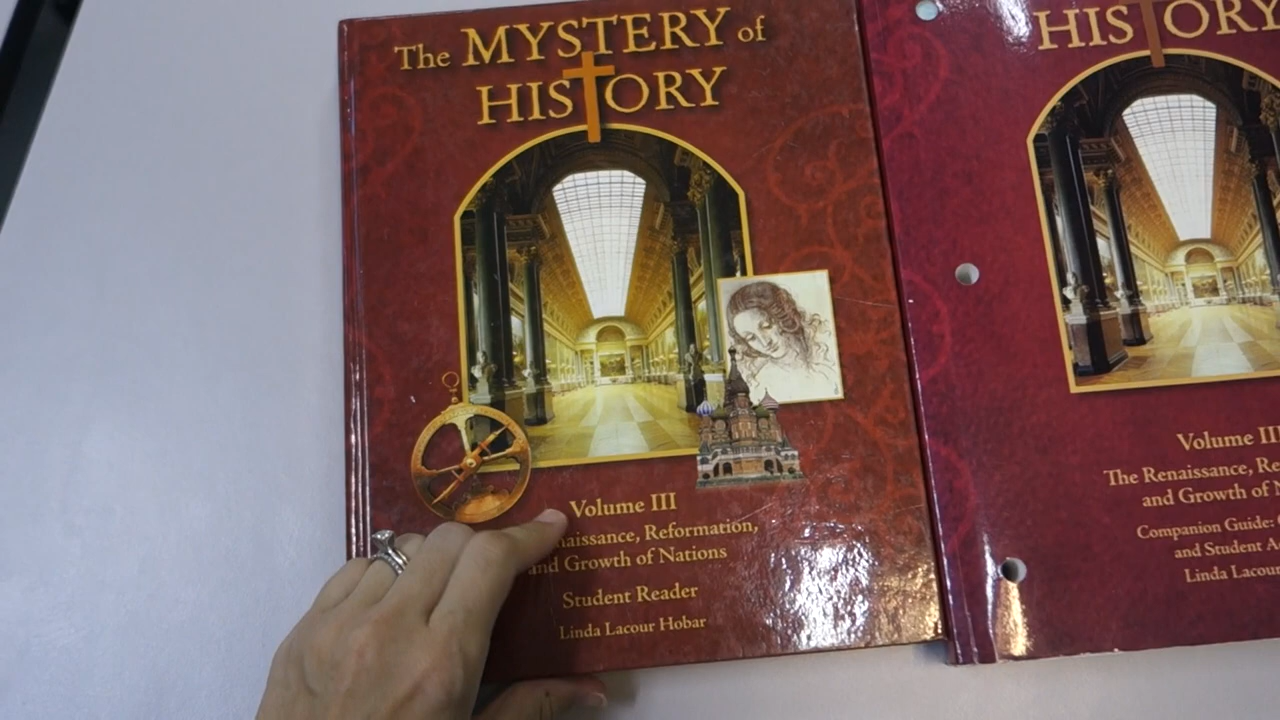 The MYSTERY of
HISTORY
Volume III
naissance, Reformation,
and Growth of Nations
Student Reader
Linda Lacour Hobar
HISTORY
Volume III
The Renaissance, Re
and Growth of
Companion Guide:
and Student A
Linda Lacour